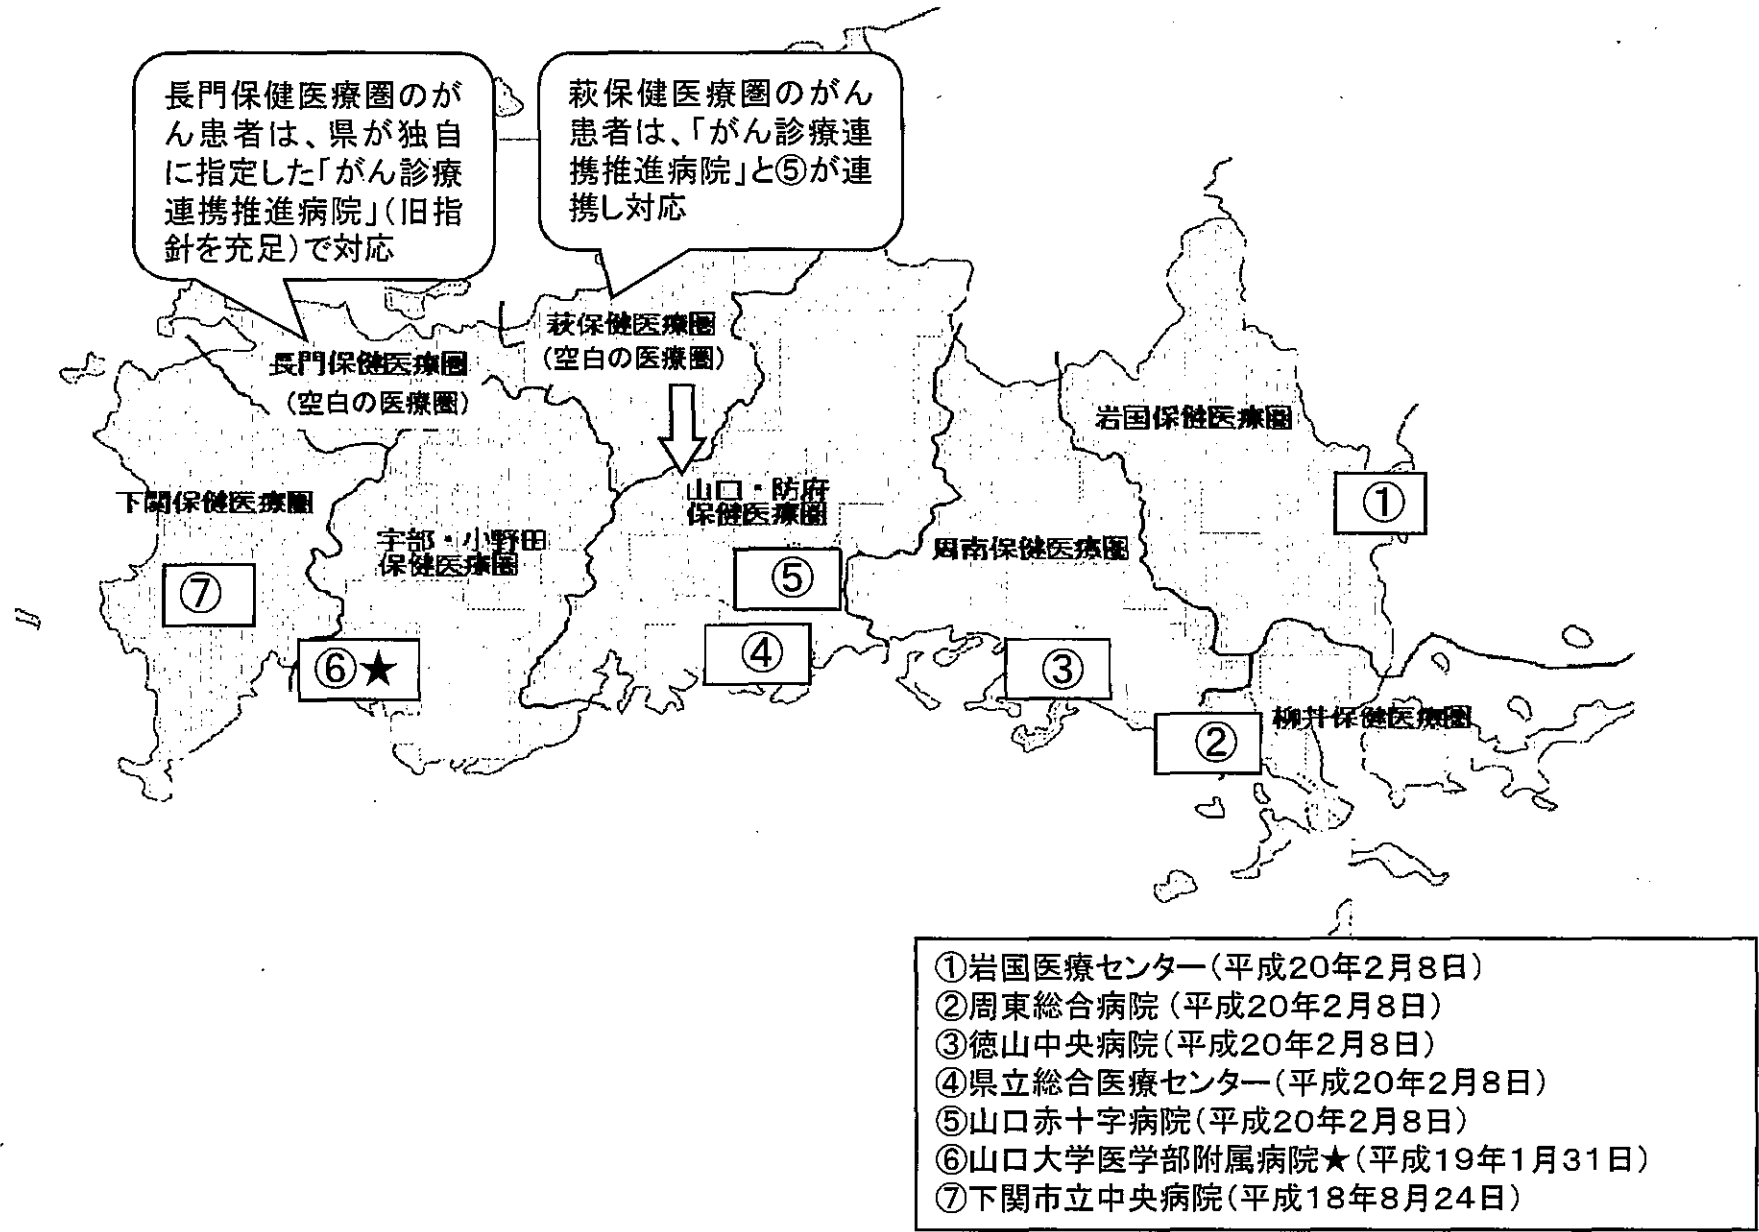 長門保健医療圏のが
ん患者は、県が独自
に指定した「がん診療
連携推進病院」(旧指
針を充足)で対応
萩保健医療圏のがん
患者は、「がん診療連
携推進病院」と⑤が連
携し対応
萩保健医療圏
(空白の医療圏)
長門保健医療圏
(空白の医療圏)
岩国保健医療圏
①
下関保健医療圏
山口・防府
保健医療圏
宇部・小野田
保健医療圏
周南保健医療圏
⑤
⑦
④
⑥★
③
柳井保健医療圏
②
①岩国医療センター(平成20年2月8日)
②周東総合病院(平成20年2月8日)
③徳山中央病院(平成20年2月8日)
④県立総合医療センター(平成20年2月8日)
⑤山口赤十字病院(平成20年2月8日)
⑥山口大学医学部附属病院★(平成19年1月31日)
⑦下関市立中央病院(平成18年8月24日)